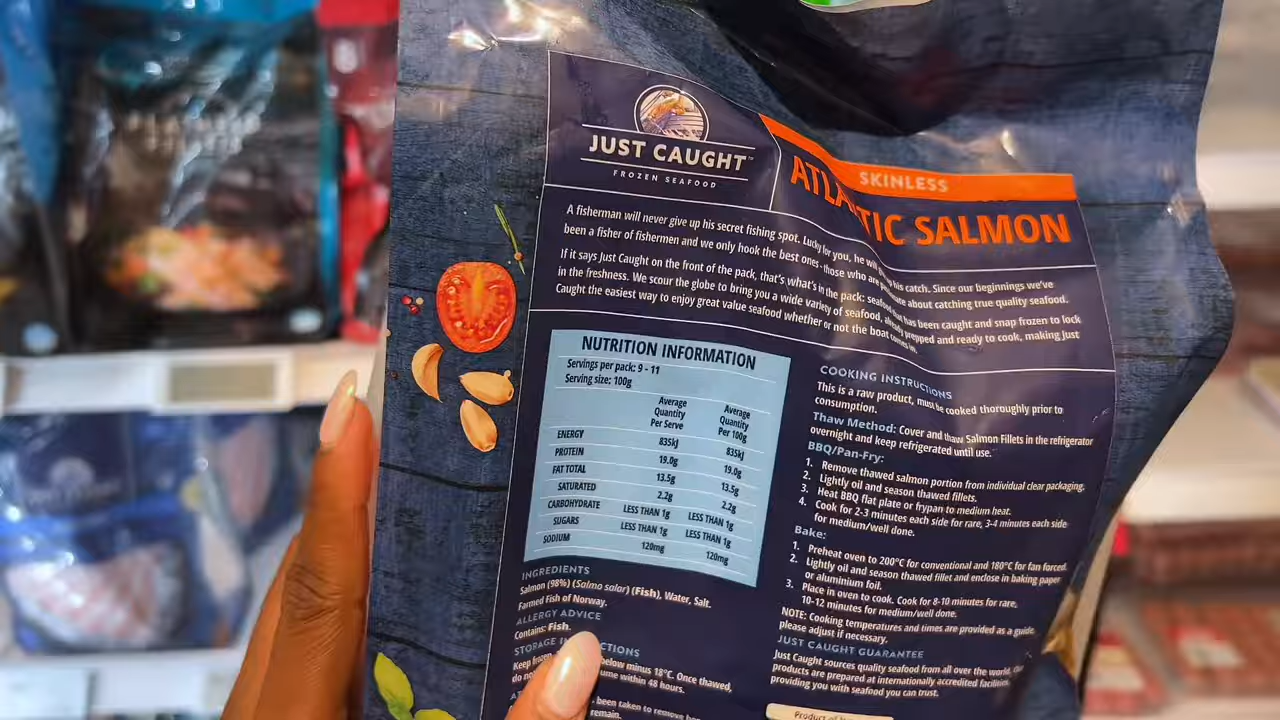 JUST CAUGHT™
FROZEN SEAFOOD
SKINLESS
ATLANTIC SALMON
A fisherman will never give up his secret fishing spot. Lucky for you, he will his catch. Since our beginnings we've
been a fisher of fishermen and we only hook the best ones - those who are about catching true quality seafood.
If it says Just Caught on the front of the pack, that's what's in the pack: seafood has been caught and snap frozen to lock
in the freshness. We scour the globe to bring you a wide variety of seafood, prepped and ready to cook, making Just
Caught the easiest way to enjoy great value seafood whether or not the boat comes in.
NUTRITION INFORMATION
Servings per pack: 9 - 11
Serving size: 100g
Average Quantity Per Serve
Average Quantity Per 100g
ENERGY 835kJ 835kJ
PROTEIN 19.0g 19.0g
FAT TOTAL 13.5g 13.5g
SATURATED 2.2g 2.2g
CARBOHYDRATE LESS THAN 1g LESS THAN 1g
SUGARS LESS THAN 1g LESS THAN 1g
SODIUM 120mg 120mg
INGREDIENTS
Salmon (98%) (Salmo salar) (Fish), Water, Salt.
Farmed Fish of Norway.
ALLERGY ADVICE
Contains: Fish.
STORAGE
Keep frozen below minus 18°C. Once thawed,
do ume within 48 hours.
been taken to remove
remain.
COOKING INSTRUCTIONS
This is a raw product, must be cooked thoroughly prior to
consumption.
Thaw Method: Cover and thaw Salmon Fillets in the refrigerator
overnight and keep refrigerated until use.
BBQ/Pan-Fry:
1. Remove thawed salmon portion from individual clear packaging.
2. Lightly oil and season thawed fillets.
3. Heat BBQ flat plate or frypan to medium heat.
4. Cook for 2-3 minutes each side for rare, 3-4 minutes each side
for medium/well done.
Bake:
1. Preheat oven to 200°C for conventional and 180°C for fan forced.
2. Lightly oil and season thawed fillet and enclose in baking paper
or aluminium foil.
3. Place in oven to cook. Cook for 8-10 minutes for rare,
10-12 minutes for medium/well done.
NOTE: Cooking temperatures and times are provided as a guide,
please adjust if necessary.
JUST CAUGHT GUARANTEE
Just Caught sources quality seafood from all over the world. Our
products are prepared at internationally accredited facilities
providing you with seafood you can trust.
Product of